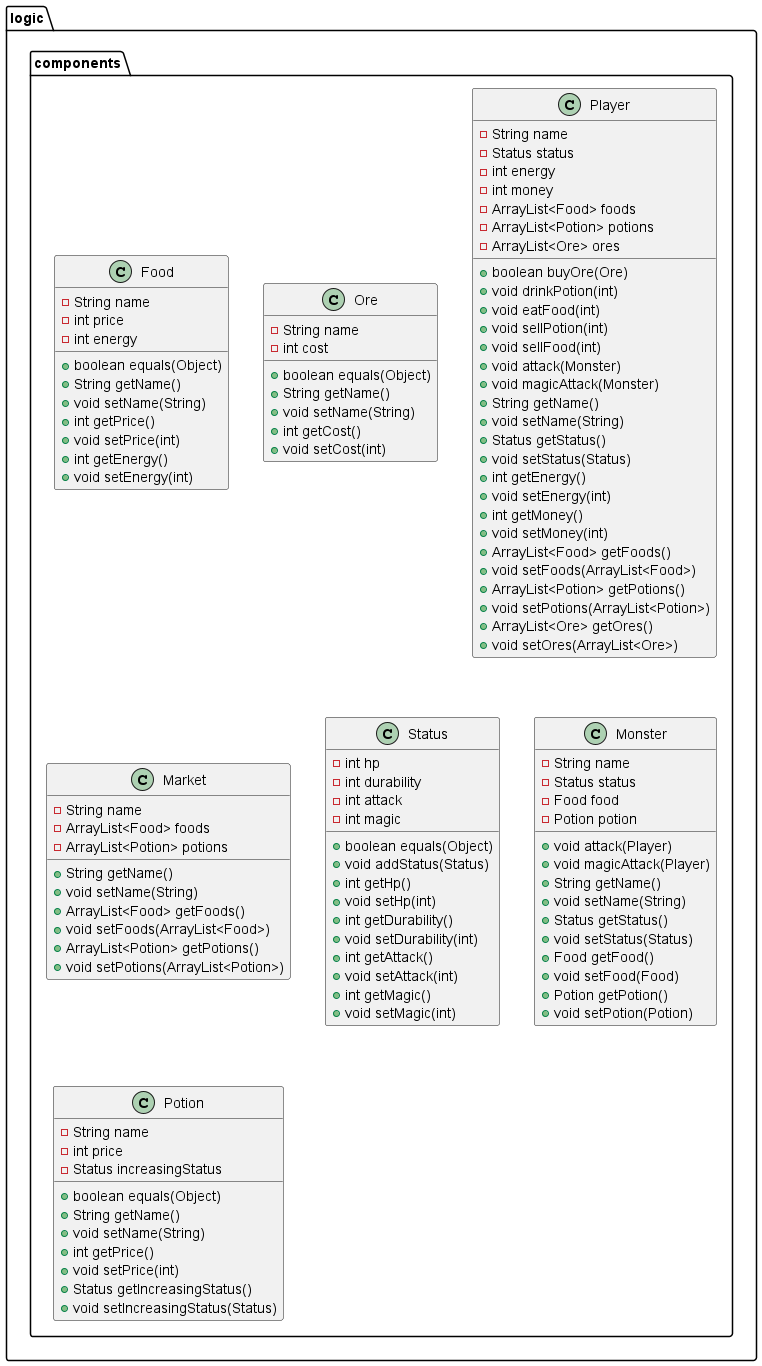 logic
components
Food
String name
int price
int energy
boolean equals(Object)
String getName()
void setName(String)
int getPrice()
void setPrice(int)
int getEnergy()
void setEnergy(int)
Ore
String name
int cost
boolean equals(Object)
String getName()
void setName(String)
int getCost()
void setCost(int)
Player
String name
Status status
int energy
int money
ArrayList<Food> foods
ArrayList<Potion> potions
ArrayList<Ore> ores
boolean buyOre(Ore)
void drinkPotion(int)
void eatFood(int)
void sellPotion(int)
void sellFood(int)
void attack(Monster)
void magicAttack(Monster)
String getName()
void setName(String)
Status getStatus()
void setStatus(Status)
int getEnergy()
void setEnergy(int)
int getMoney()
void setMoney(int)
ArrayList<Food> getFoods()
void setFoods(ArrayList<Food>)
ArrayList<Potion> getPotions()
void setPotions(ArrayList<Potion>)
ArrayList<Ore> getOres()
void setOres(ArrayList<Ore>)
Market
String name
ArrayList<Food> foods
ArrayList<Potion> potions
String getName()
void setName(String)
ArrayList<Food> getFoods()
void setFoods(ArrayList<Food>)
ArrayList<Potion> getPotions()
void setPotions(ArrayList<Potion>)
Status
int hp
int durability
int attack
int magic
boolean equals(Object)
void addStatus(Status)
int getHp()
void setHp(int)
int getDurability()
void setDurability(int)
int getAttack()
void setAttack(int)
int getMagic()
void setMagic(int)
Monster
String name
Status status
Food food
Potion potion
void attack(Player)
void magicAttack(Player)
String getName()
void setName(String)
Status getStatus()
void setStatus(Status)
Food getFood()
void setFood(Food)
Potion getPotion()
void setPotion(Potion)
Potion
String name
int price
Status increasingStatus
boolean equals(Object)
String getName()
void setName(String)
int getPrice()
void setPrice(int)
Status getIncreasingStatus()
void setIncreasingStatus(Status)